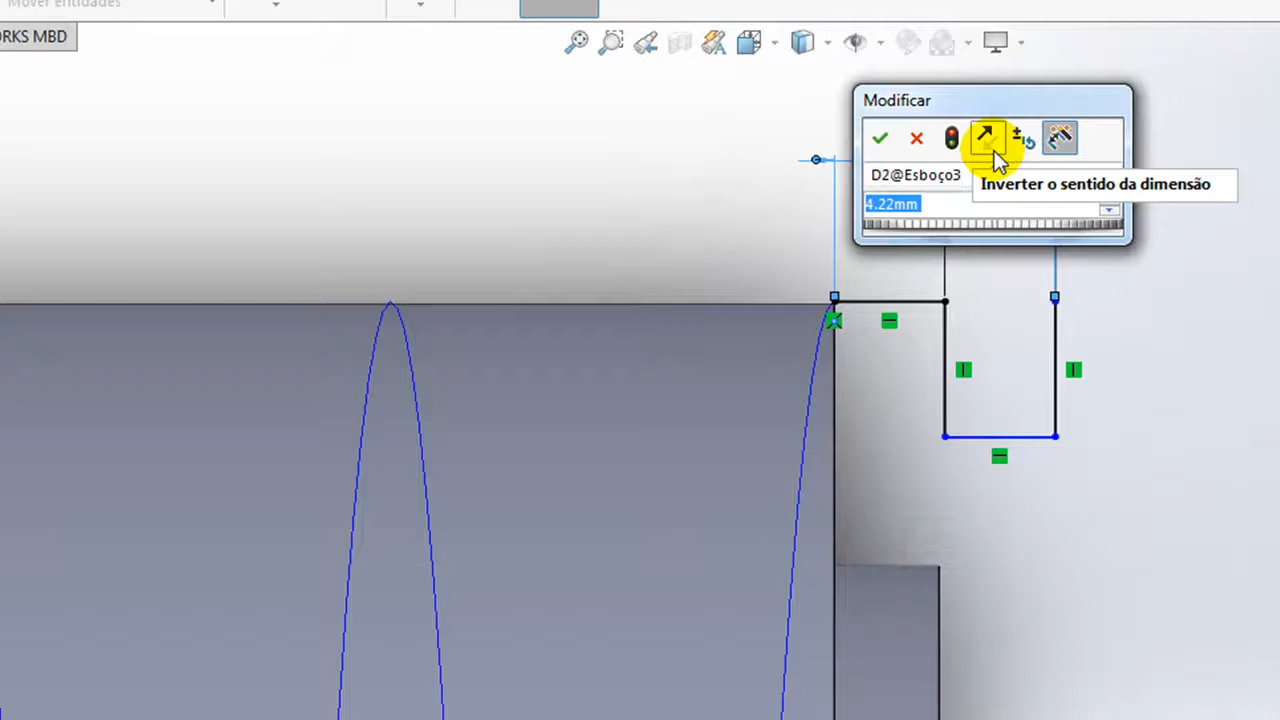 Mover entidades
RKS MBD
Modificar
D2@Esboço3
Inverter o sentido da dimensão
4.22mm